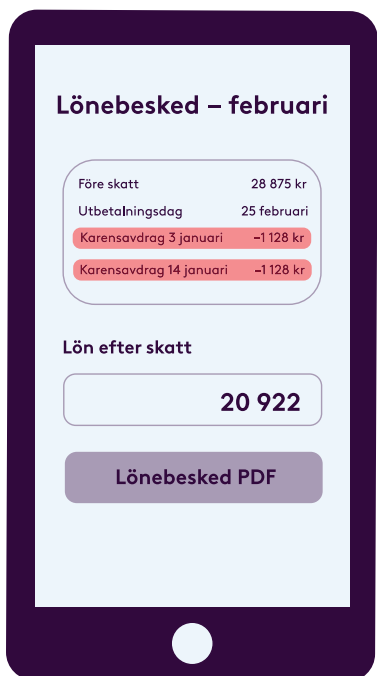 Lönebesked – februari
Före skatt 28 875 kr
Utbetalningsdag 25 februari
Karensavdrag 3 januari –1 128 kr
Karensavdrag 14 januari –1 128 kr
Lön efter skatt
20 922
Lönebesked PDF